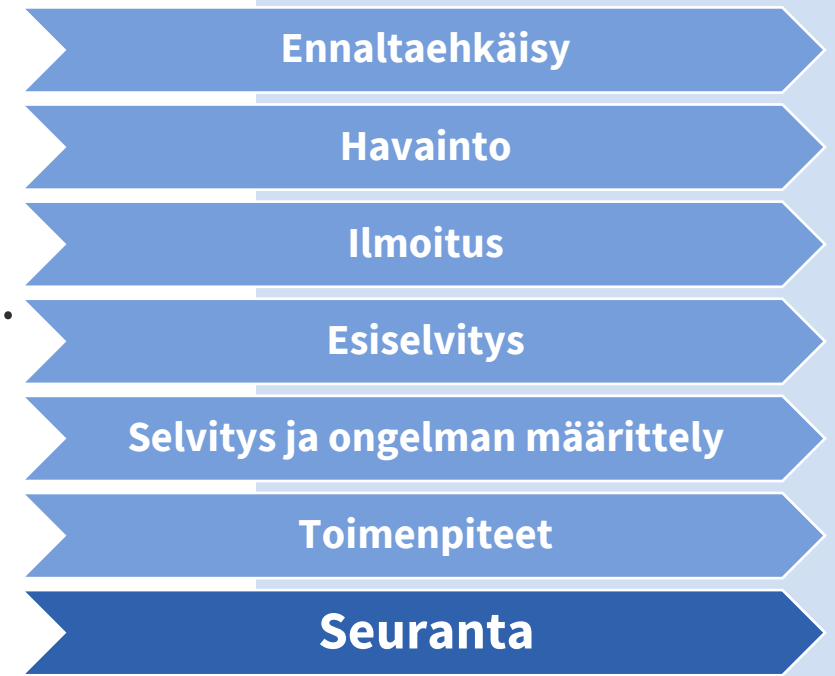 Ennaltaehkäisy
Havainto
Ilmoitus
Esiselvitys
Selvitys ja ongelman määrittely
Toimenpiteet
Seuranta